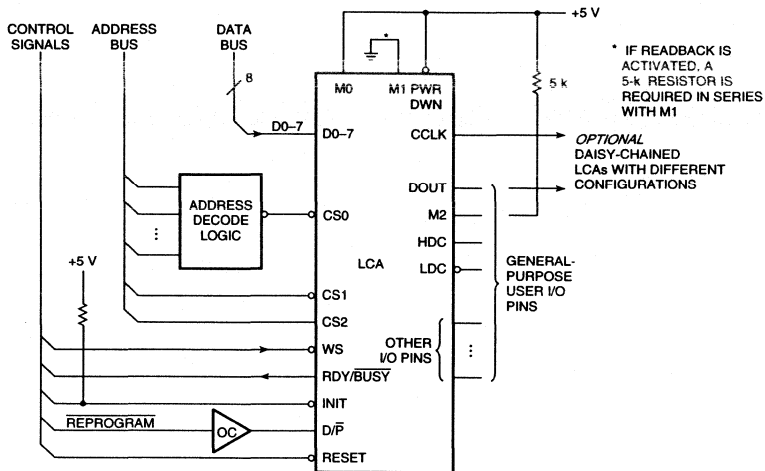 CONTROL SIGNALS
ADDRESS BUS
DATA BUS
+5 V
*
* IF READBACK IS
ACTIVATED, A
5-k RESISTOR IS
REQUIRED IN SERIES
WITH M1
8
5 k
M0
M1
PWR DWN
D0–7
D0–7
CCLK
OPTIONAL
DAISY-CHAINED
LCAs WITH DIFFERENT
CONFIGURATIONS
ADDRESS
DECODE
LOGIC
⋮
CS0
DOUT
M2
HDC
LDC
LCA
GENERAL-
PURPOSE
USER I/O
PINS
+5 V
CS1
CS2
OTHER
I/O PINS
⋮
WS
RDY/BUSY
INIT
REPROGRAM
OC
D/P
RESET